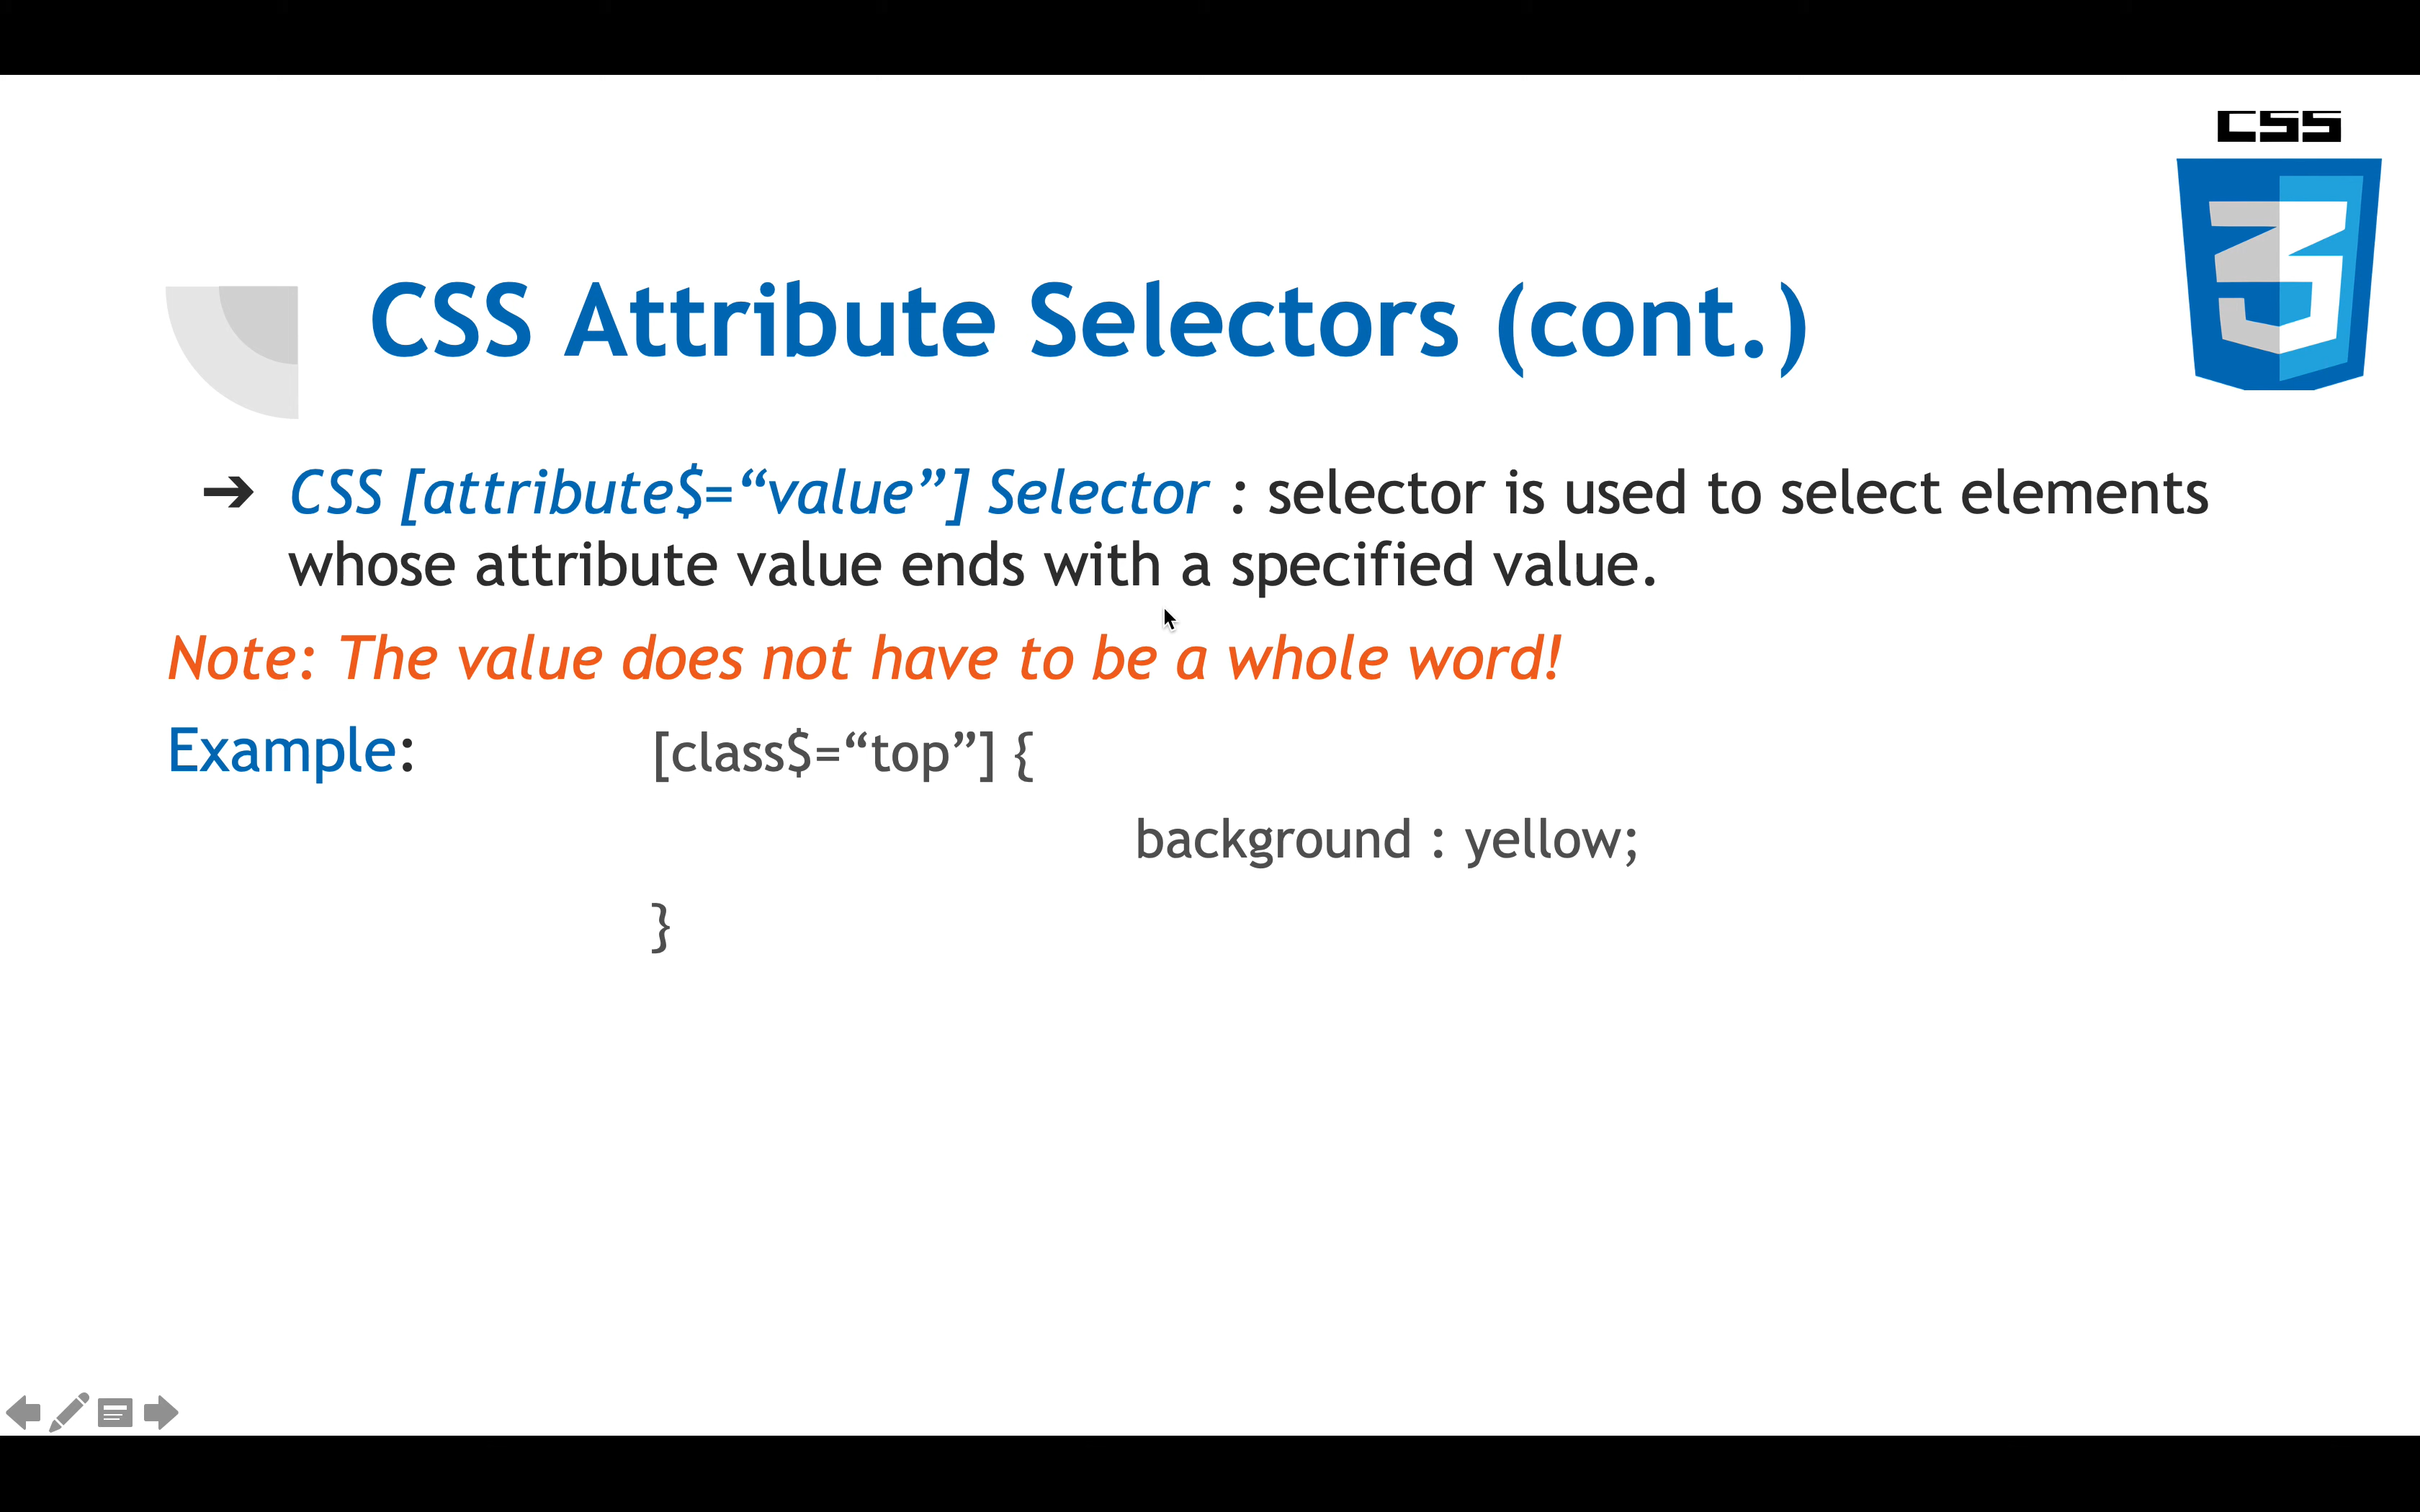 CSS
CSS Attribute Selectors (cont.)
➔ CSS [attribute$=“value”] Selector : selector is used to select elements
whose attribute value ends with a specified value.
Note: The value does not have to be a whole word!
Example: [class$=“top”] {
background : yellow;
}